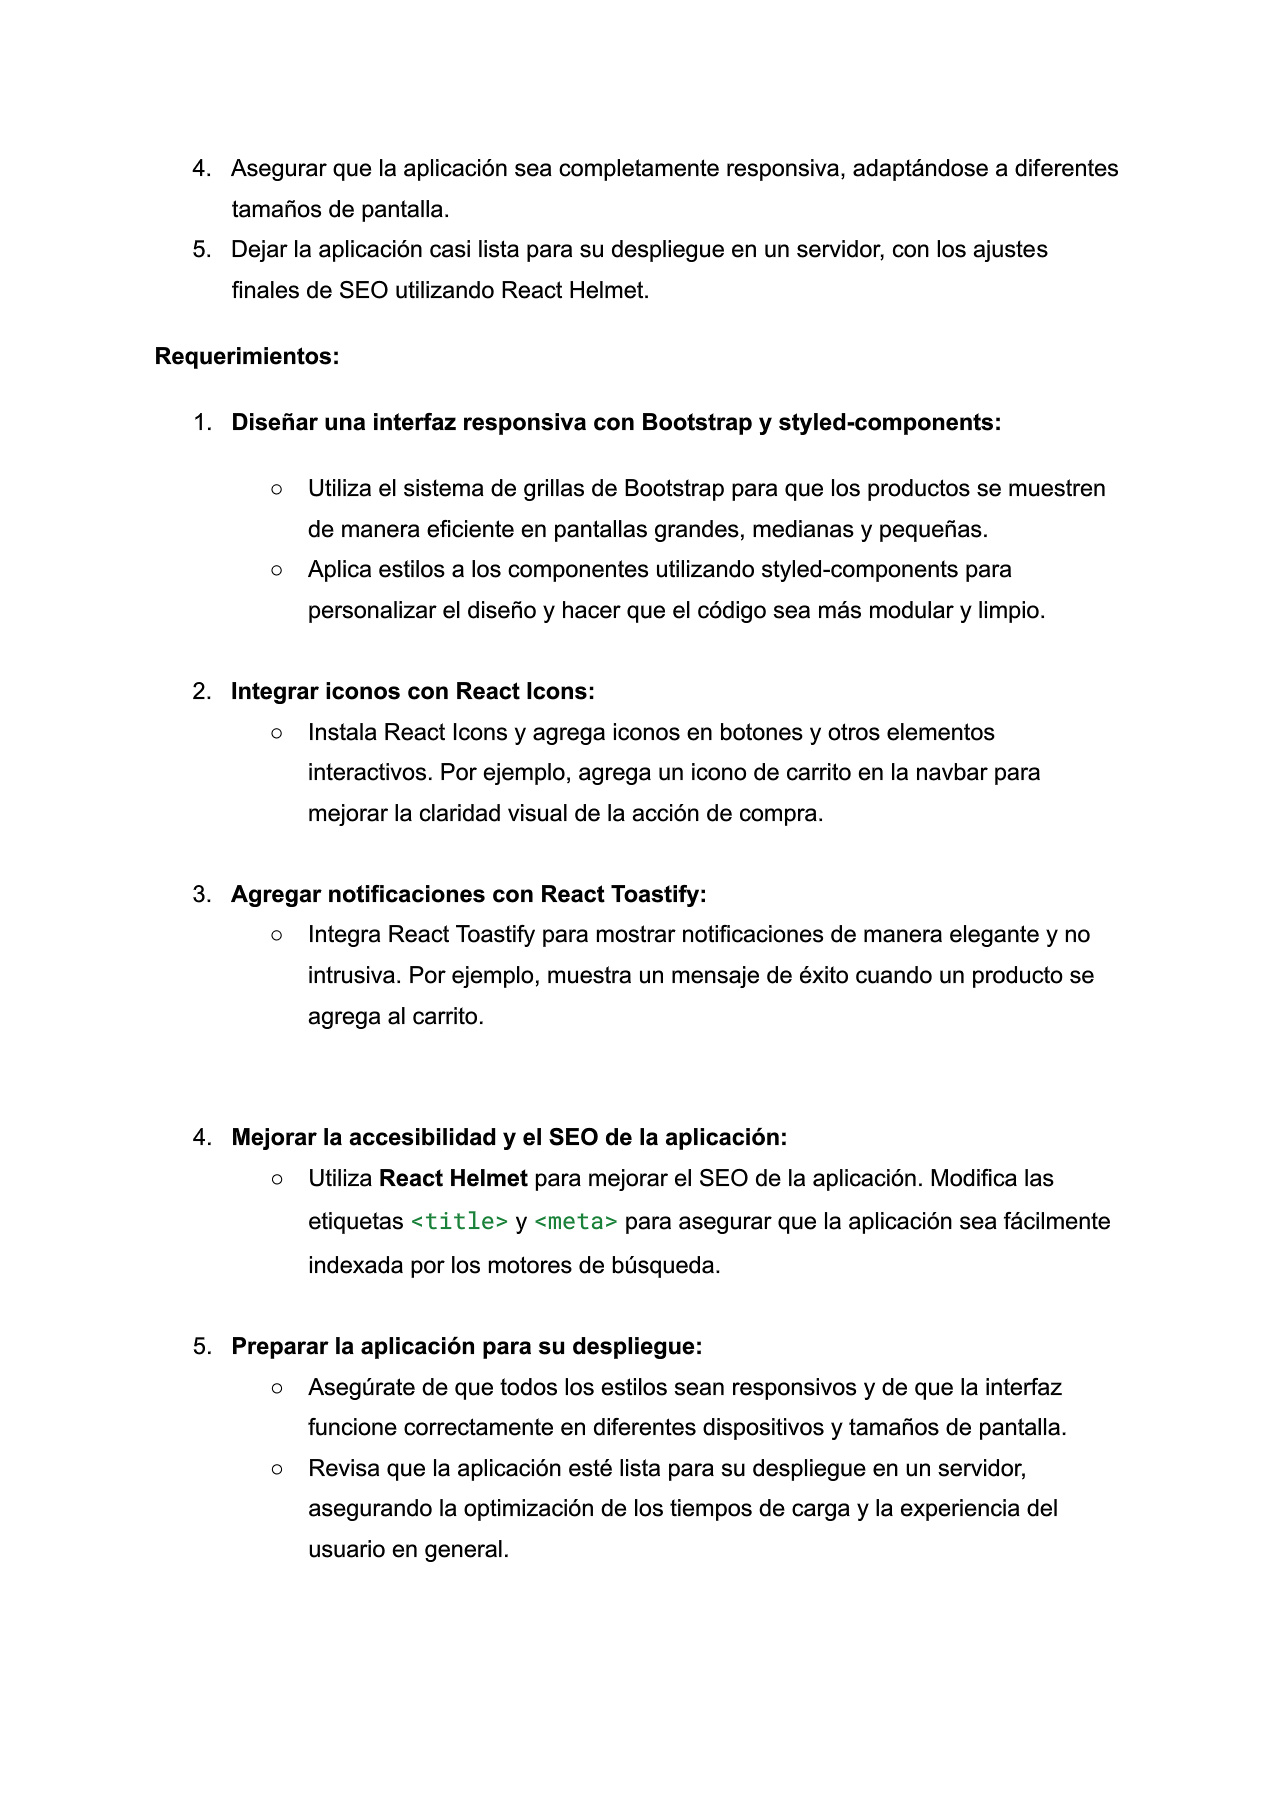 4. Asegurar que la aplicación sea completamente responsiva, adaptándose a diferentes
tamaños de pantalla.
5. Dejar la aplicación casi lista para su despliegue en un servidor, con los ajustes
finales de SEO utilizando React Helmet.
Requerimientos:
1. Diseñar una interfaz responsiva con Bootstrap y styled-components:
○ Utiliza el sistema de grillas de Bootstrap para que los productos se muestren
de manera eficiente en pantallas grandes, medianas y pequeñas.
○ Aplica estilos a los componentes utilizando styled-components para
personalizar el diseño y hacer que el código sea más modular y limpio.
2. Integrar iconos con React Icons:
○ Instala React Icons y agrega iconos en botones y otros elementos
interactivos. Por ejemplo, agrega un icono de carrito en la navbar para
mejorar la claridad visual de la acción de compra.
3. Agregar notificaciones con React Toastify:
○ Integra React Toastify para mostrar notificaciones de manera elegante y no
intrusiva. Por ejemplo, muestra un mensaje de éxito cuando un producto se
agrega al carrito.
4. Mejorar la accesibilidad y el SEO de la aplicación:
○ Utiliza React Helmet para mejorar el SEO de la aplicación. Modifica las
etiquetas <title> y <meta> para asegurar que la aplicación sea fácilmente
indexada por los motores de búsqueda.
5. Preparar la aplicación para su despliegue:
○ Asegúrate de que todos los estilos sean responsivos y de que la interfaz
funcione correctamente en diferentes dispositivos y tamaños de pantalla.
○ Revisa que la aplicación esté lista para su despliegue en un servidor,
asegurando la optimización de los tiempos de carga y la experiencia del
usuario en general.